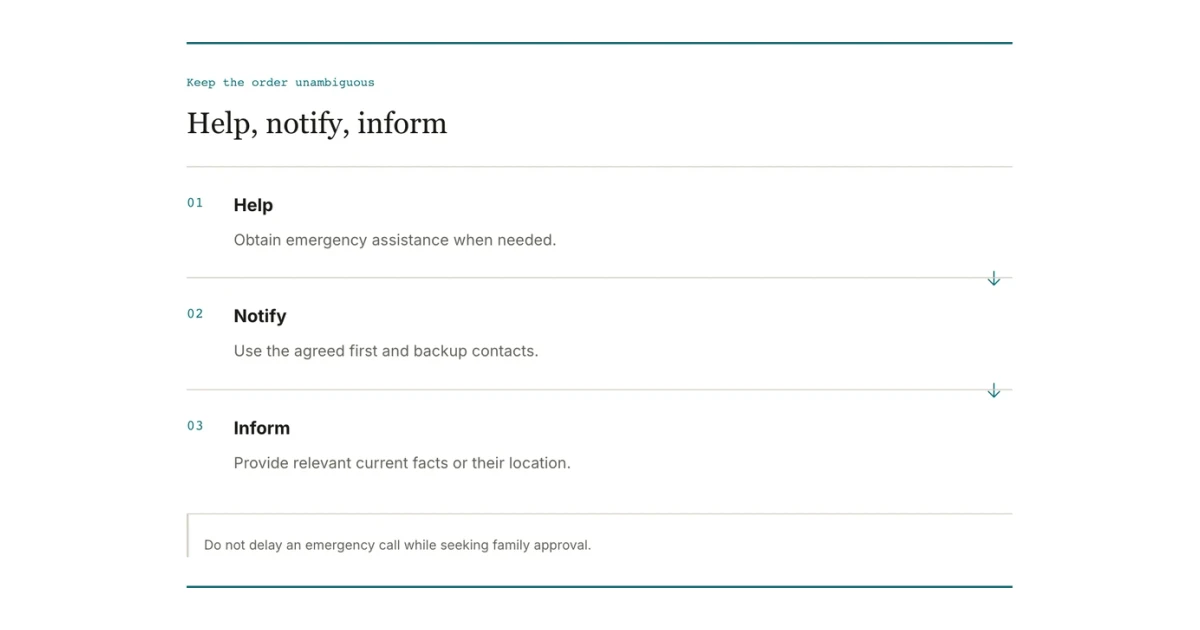 Keep the order unambiguous
Help, notify, inform
01
Help
Obtain emergency assistance when needed.
02
Notify
Use the agreed first and backup contacts.
03
Inform
Provide relevant current facts or their location.
Do not delay an emergency call while seeking family approval.